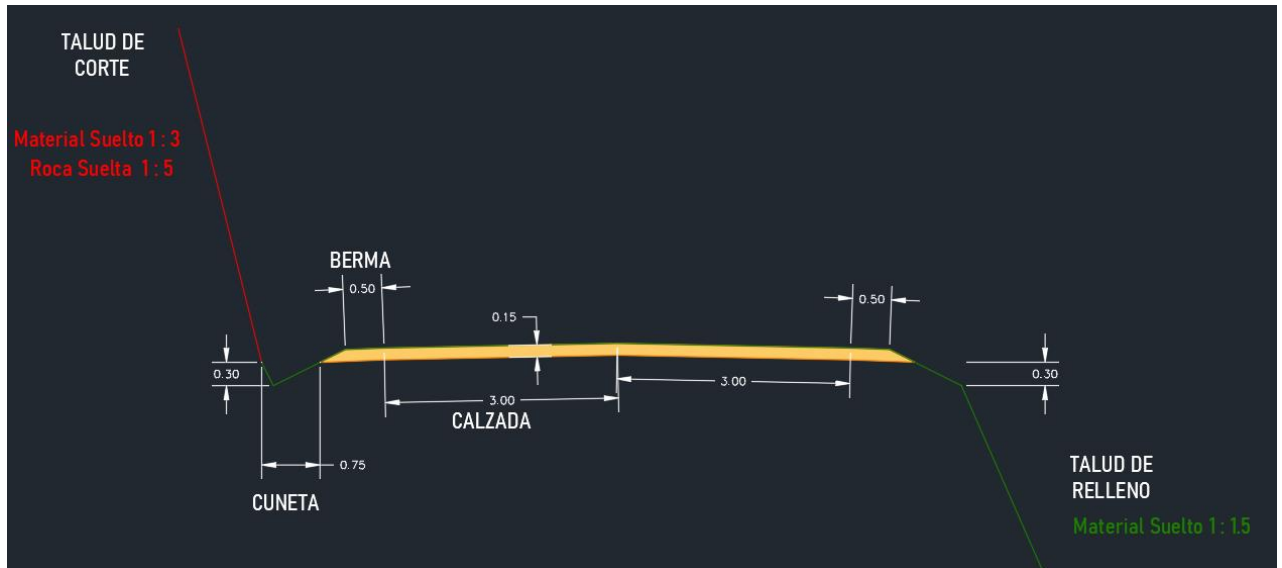 TALUD DE
CORTE
Material Suelto 1 : 3
Roca Suelta 1 : 5
BERMA
0.50
0.50
0.15
0.30
3.00
0.30
3.00
CALZADA
0.75
CUNETA
TALUD DE
RELLENO
Material Suelto 1 : 1.5